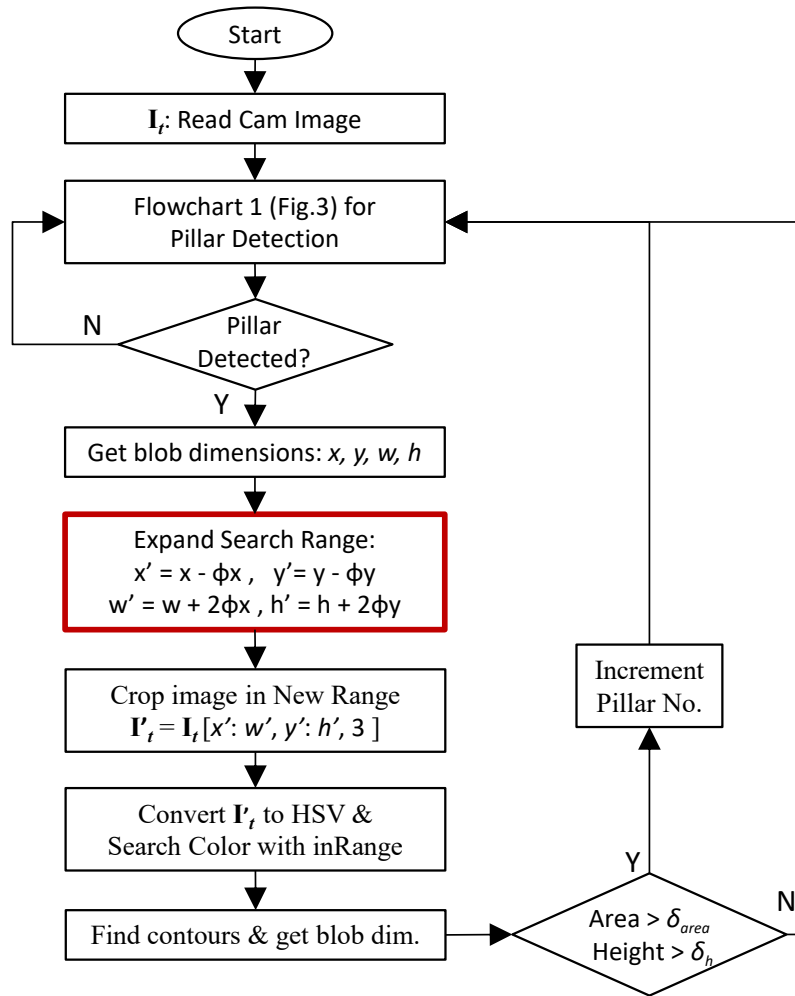 Start
I_t: Read Cam Image
Flowchart 1 (Fig.3) for
Pillar Detection
N
Pillar
Detected?
Y
Get blob dimensions: x, y, w, h
Expand Search Range:
x’ = x - ϕx , y’= y - ϕy
w’ = w + 2ϕx , h’ = h + 2ϕy
Crop image in New Range
I'_t = I_t [x’: w’, y’: h’, 3 ]
Convert I'_t to HSV &
Search Color with inRange
Find contours & get blob dim.
Increment
Pillar No.
Y
N
Area > δ_area
Height > δ_h